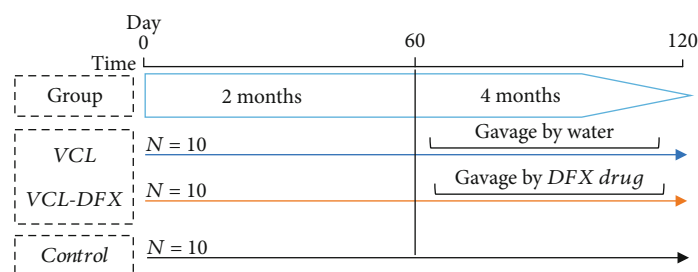 Day
0 60 120
Time
Group 2 months 4 months
VCL N = 10 Gavage by water
VCL-DFX N = 10 Gavage by DFX drug
Control N = 10